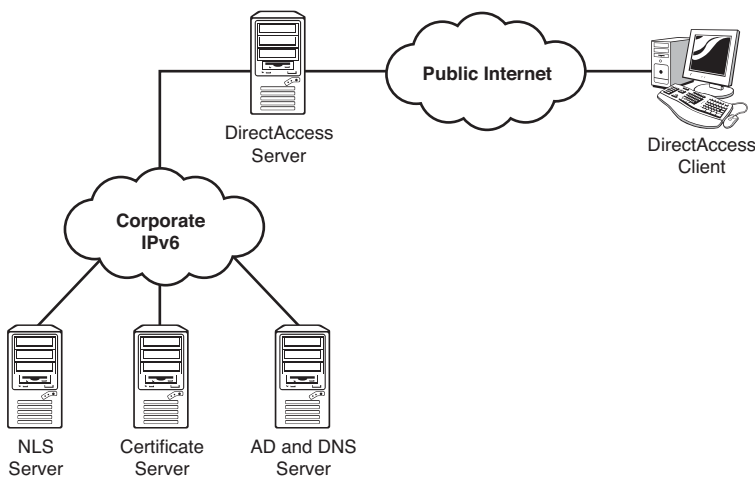 Public Internet
DirectAccess
Server
DirectAccess
Client
Corporate
IPv6
NLS
Server
Certificate
Server
AD and DNS
Server